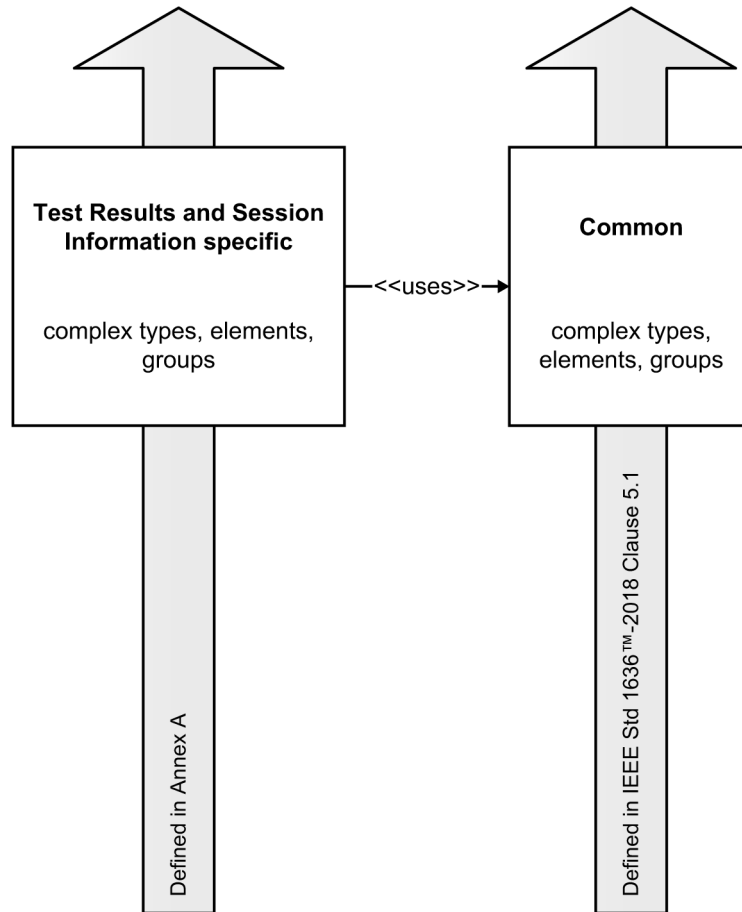 Test Results and Session
Information specific
complex types, elements,
groups
<<uses>>
Common
complex types,
elements, groups
Defined in Annex A
Defined in IEEE Std 1636™-2018 Clause 5.1